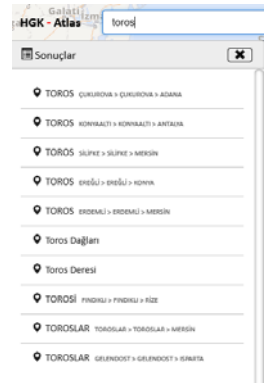 Galati
HGK - Atlas
toros
Sonuçlar
TOROS ÇUKUROVA > ÇUKUROVA > ADANA
TOROS KONYAALTI > KONYAALTI > ANTALYA
TOROS SİLİFKE > SİLİFKE > MERSİN
TOROS EREĞLİ > EREĞLİ > KONYA
TOROS ERDEMLİ > ERDEMLİ > MERSİN
Toros Dağları
Toros Deresi
TOROSİ FINDIKLI > FINDIKLI > RİZE
TOROSLAR TOROSLAR > TOROSLAR > MERSİN
TOROSLAR GELENDOST > GELENDOST > ISPARTA